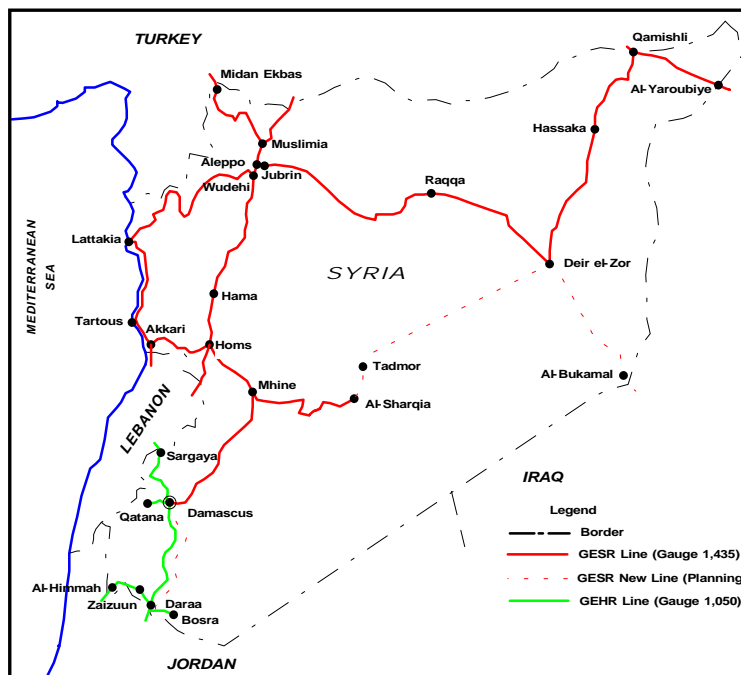 TURKEY
Qamishli
Midan Ekbas
Al-Yaroubiye
Hassaka
Muslimia
Aleppo
Jubrin
Wudehi
Raqqa
Lattakia
MEDITERRANEAN
SEA
SYRIA
Deir el-Zor
Hama
Tartous
Akkari
Homs
Tadmor
Al-Bukamal
Mhine
LEBANON
Al-Sharqia
Sargaya
IRAQ
Qatana
Damascus
Legend
Border
GESR Line (Gauge 1,435)
GESR New Line (Planning
Al-Himmah
Zaizuun
Daraa
GEHR Line (Gauge 1,050)
Bosra
JORDAN